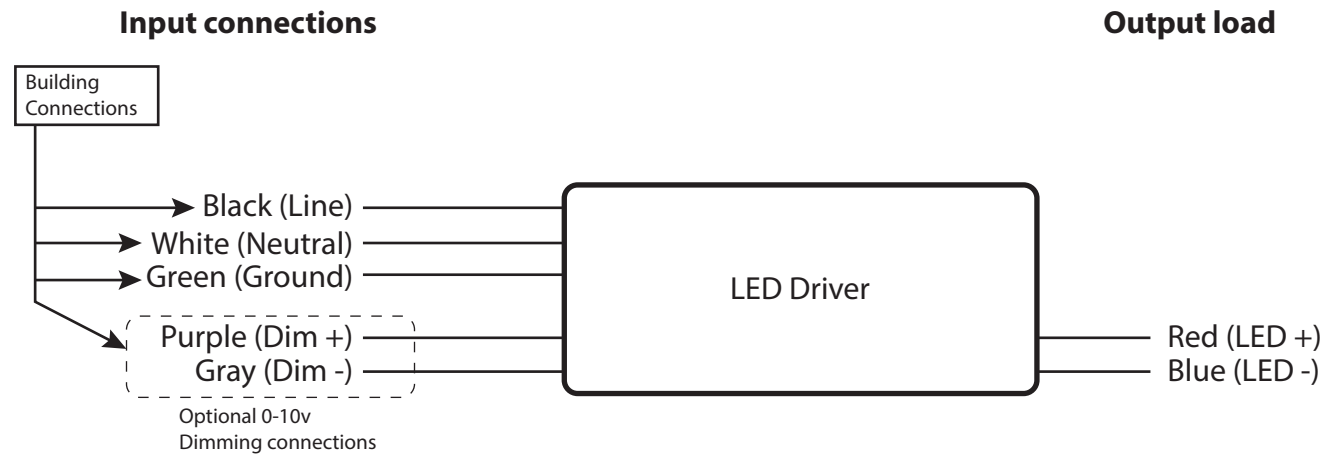 Input connections
Output load
Building
Connections
Black (Line)
White (Neutral)
Green (Ground)
LED Driver
Purple (Dim +)
Gray (Dim -)
Red (LED +)
Blue (LED -)
Optional 0-10v
Dimming connections